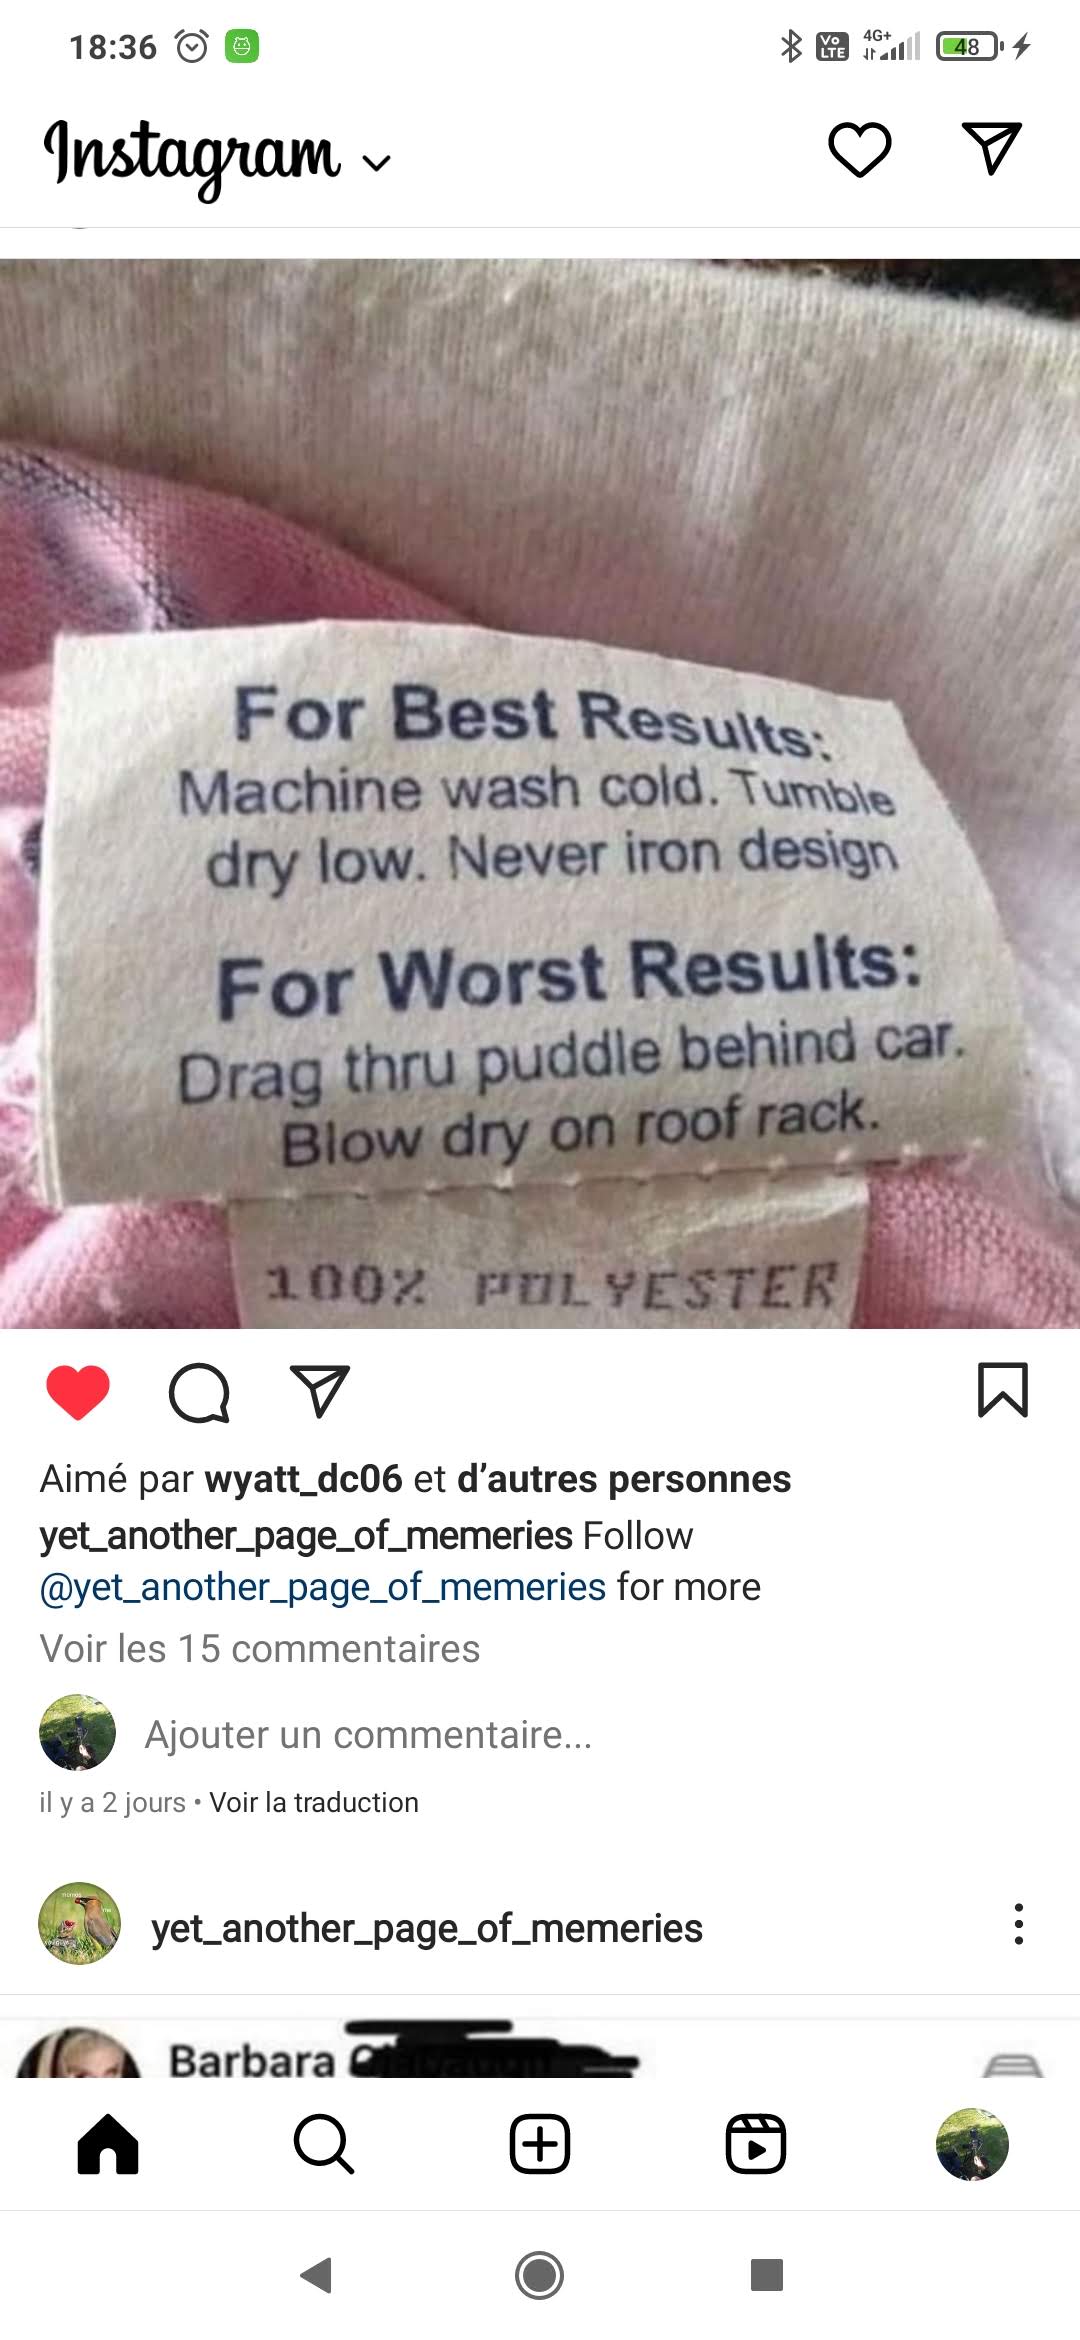 18:36
Vo LTE 4G+ 48
Instagram
For Best Results:
Machine wash cold. Tumble
dry low. Never iron design
For Worst Results:
Drag thru puddle behind car.
Blow dry on roof rack.
100% POLYESTER
Aimé par wyatt_dc06 et d’autres personnes
yet_another_page_of_memeries Follow
@yet_another_page_of_memeries for more
Voir les 15 commentaires
Ajouter un commentaire...
il y a 2 jours • Voir la traduction
yet_another_page_of_memeries
Barbara